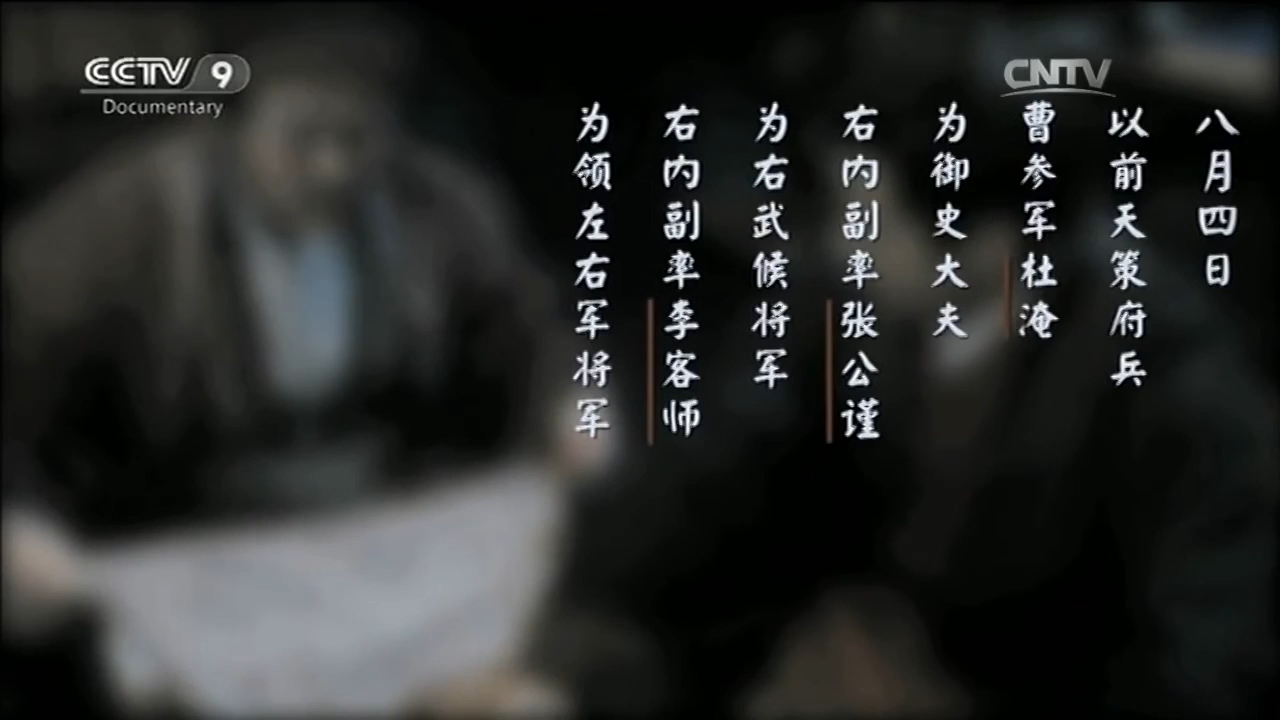 CCTV 9
Documentary
CNTV
八月四日
以前天策府兵
曹参军杜淹
为御史大夫
右内副率张公谨
为右武候将军
右内副率李客师
为领左右军将军